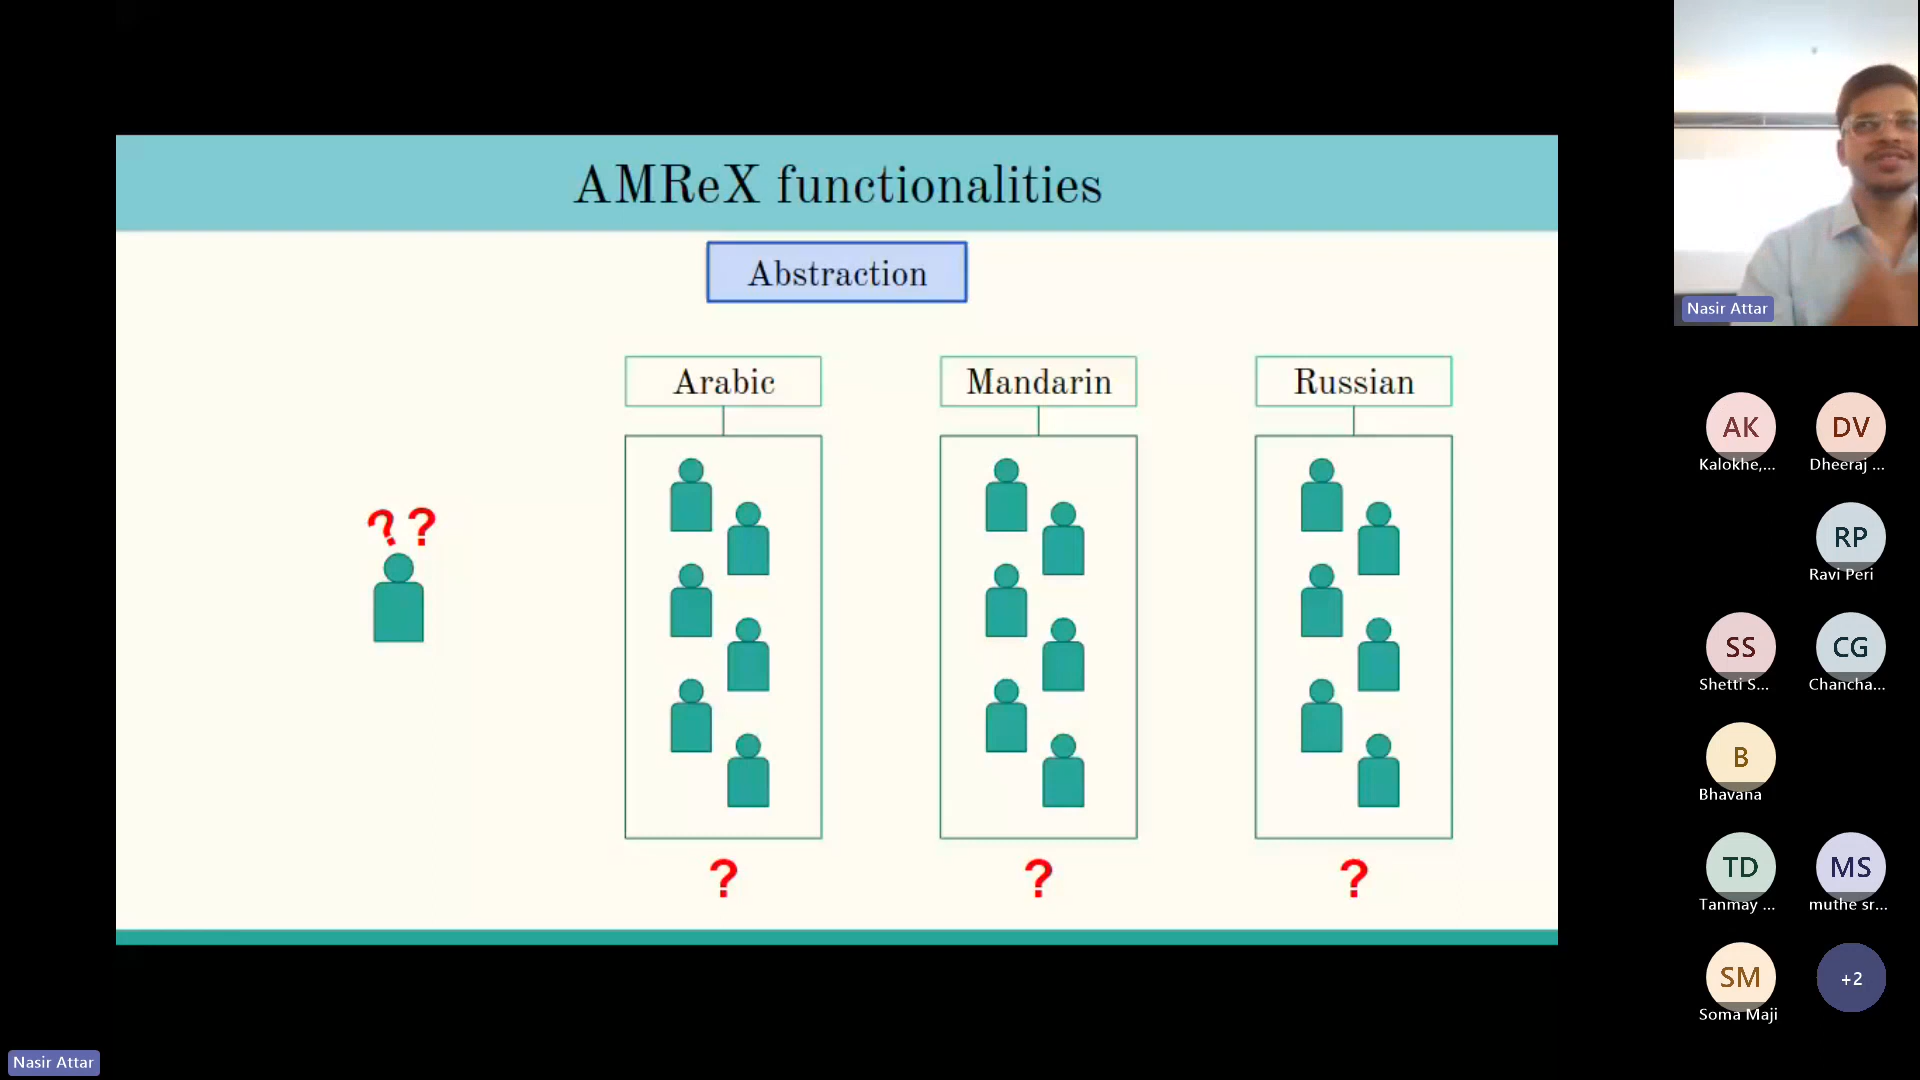 AMReX functionalities
Abstraction
Arabic
Mandarin
Russian
? ?
?
?
?
Nasir Attar
AK
Kalokhe,...
DV
Dheeraj ...
RP
Ravi Peri
SS
Shetti S...
CG
Chancha...
B
Bhavana
TD
Tanmay ...
MS
muthe sr...
SM
Soma Maji
+2
Nasir Attar